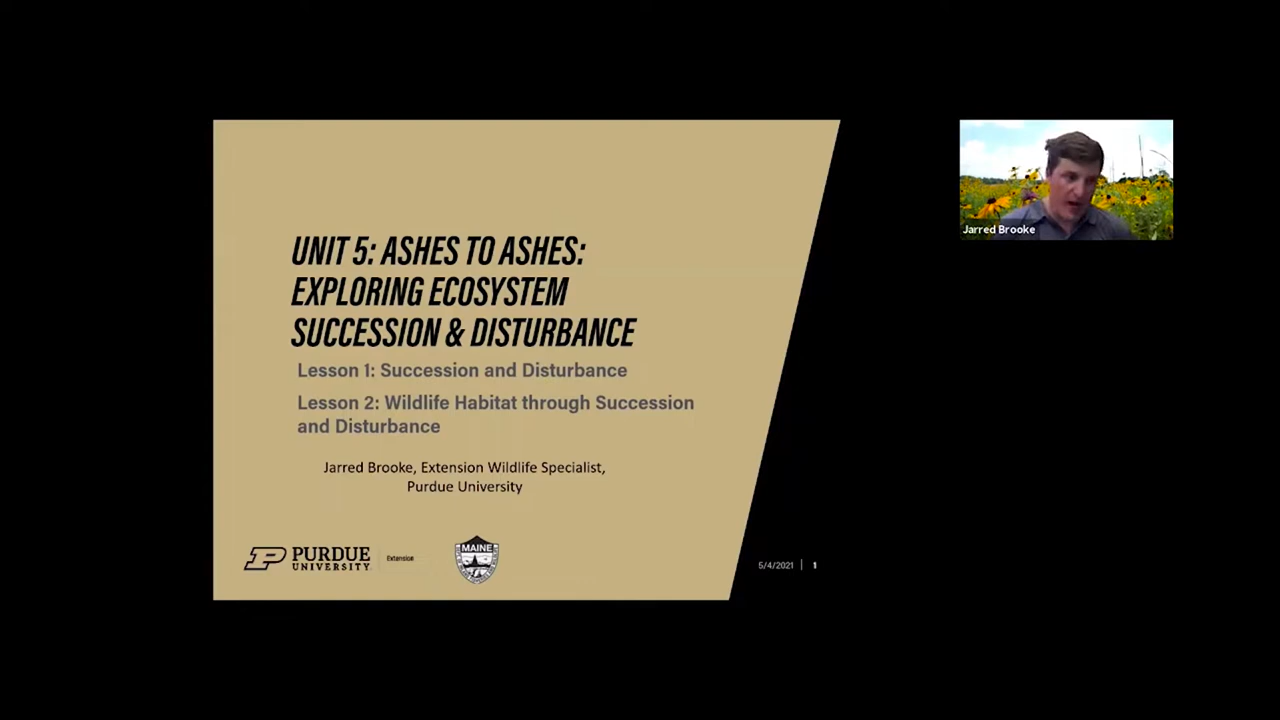 UNIT 5: ASHES TO ASHES:
EXPLORING ECOSYSTEM
SUCCESSION & DISTURBANCE
Lesson 1: Succession and Disturbance
Lesson 2: Wildlife Habitat through Succession
and Disturbance
Jarred Brooke, Extension Wildlife Specialist,
Purdue University
PURDUE
UNIVERSITY
Extension
MAINE
5/4/2021 | 1
Jarred Brooke